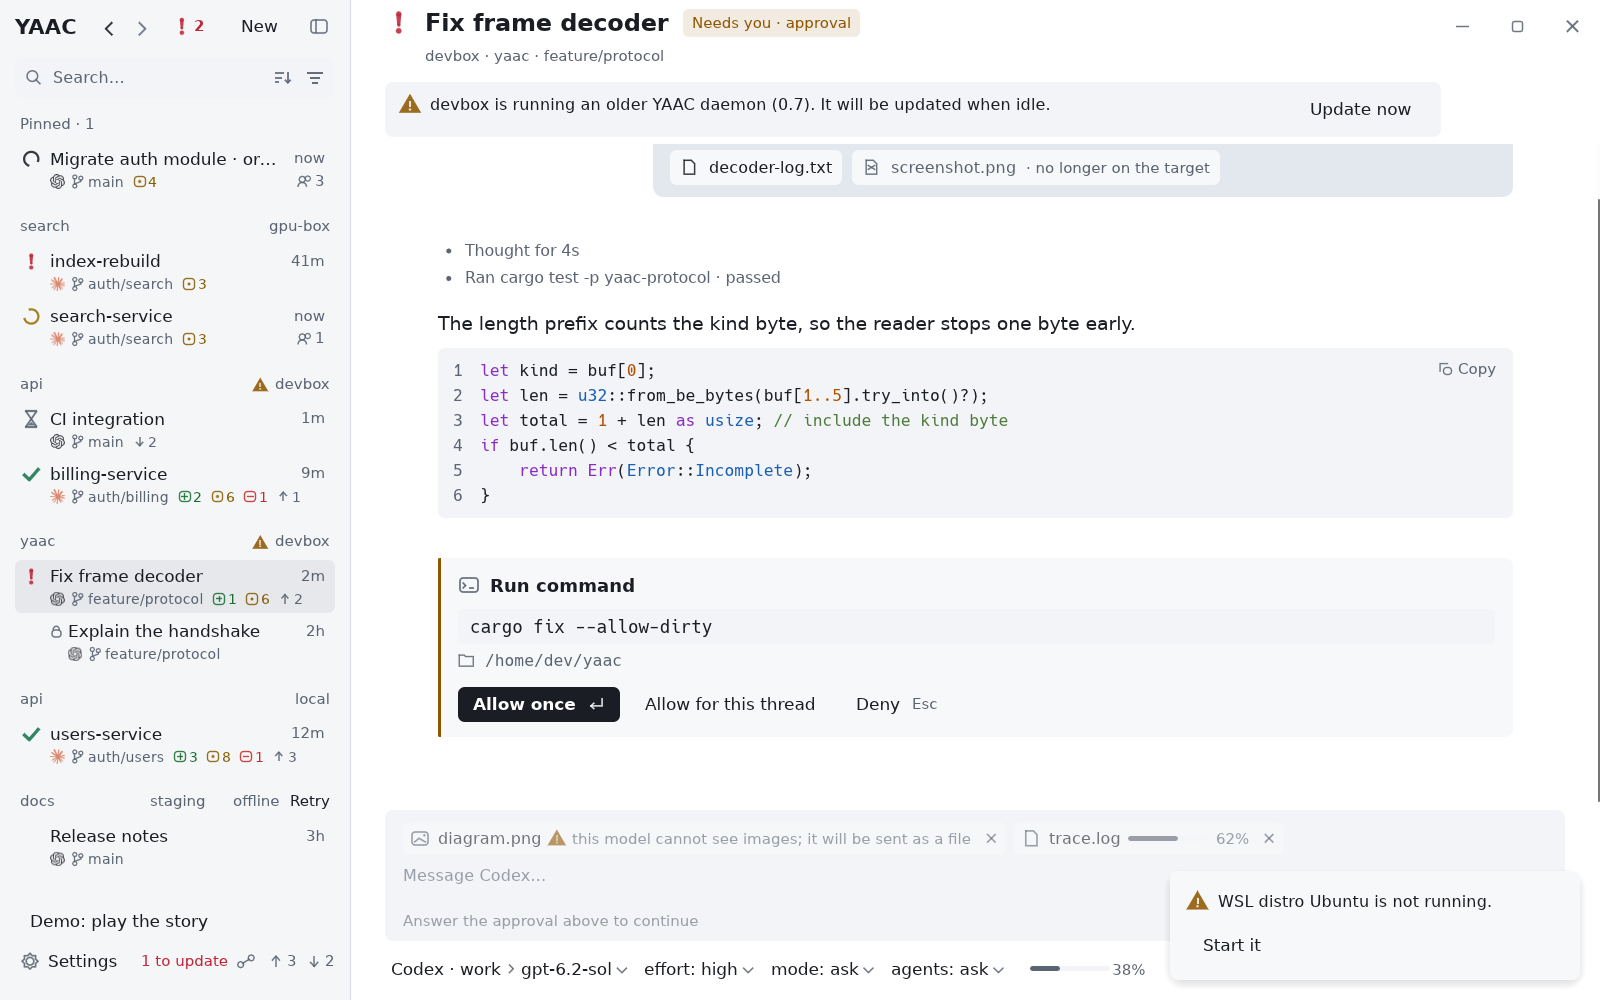 YAAC 2 New
Search...
Pinned · 1
Migrate auth module · or... now
main 4 3
search gpu-box
index-rebuild 41m
auth/search 3
search-service now
auth/search 3 1
api devbox
CI integration 1m
main 2
billing-service 9m
auth/billing 2 6 1 1
yaac devbox
Fix frame decoder 2m
feature/protocol 1 6 2
Explain the handshake 2h
feature/protocol
api local
users-service 12m
auth/users 3 8 1 3
docs staging offline Retry
Release notes 3h
main
Demo: play the story
Settings 1 to update 3 2
Fix frame decoder Needs you · approval
devbox · yaac · feature/protocol
devbox is running an older YAAC daemon (0.7). It will be updated when idle. Update now
decoder-log.txt screenshot.png · no longer on the target
• Thought for 4s
• Ran cargo test -p yaac-protocol · passed
The length prefix counts the kind byte, so the reader stops one byte early.
Copy
1 let kind = buf[0];
2 let len = u32::from_be_bytes(buf[1..5].try_into()?);
3 let total = 1 + len as usize; // include the kind byte
4 if buf.len() < total {
5     return Err(Error::Incomplete);
6 }
Run command
cargo fix --allow-dirty
/home/dev/yaac
Allow once Allow for this thread Deny Esc
diagram.png this model cannot see images; it will be sent as a file trace.log 62%
Message Codex...
Answer the approval above to continue
Codex · work gpt-6.2-sol effort: high mode: ask agents: ask 38%
WSL distro Ubuntu is not running.
Start it